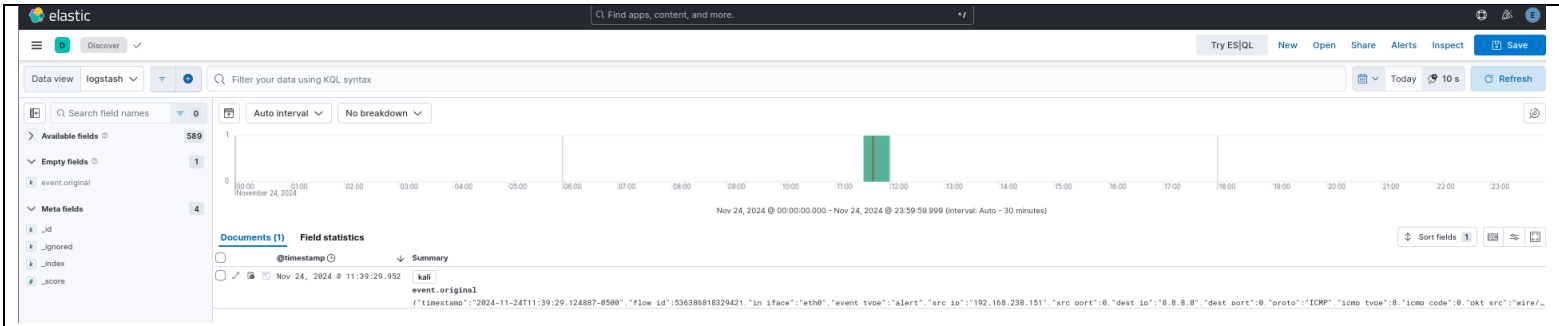 elastic
Find apps, content, and more.
*/
E
D
Discover
Try ES|QL
New
Open
Share
Alerts
Inspect
Save
Data view
logstash
Filter your data using KQL syntax
Today
10 s
Refresh
Search field names
0
Auto interval
No breakdown
Available fields
589
Empty fields
1
k event.original
Meta fields
4
k _id
k _ignored
k _index
# _score
1
0
00:00 01:00 02:00 03:00 04:00 05:00 06:00 07:00 08:00 09:00 10:00 11:00 12:00 13:00 14:00 15:00 16:00 17:00 18:00 19:00 20:00 21:00 22:00 23:00
November 24, 2024
Nov 24, 2024 @ 00:00:00.000 - Nov 24, 2024 @ 23:59:59.999 (interval: Auto - 30 minutes)
Documents (1)
Field statistics
Sort fields 1
@timestamp
Summary
Nov 24, 2024 @ 11:39:29.952
kali
event.original
{"timestamp":"2024-11-24T11:39:29.124887-0500","flow_id":536386818329421,"in_iface":"eth0","event_type":"alert","src_ip":"192.168.238.151","src_port":0,"dest_ip":"8.8.8.8","dest_port":0,"proto":"ICMP","icmp_type":8,"icmp_code":0,"pkt_src":"wire/…